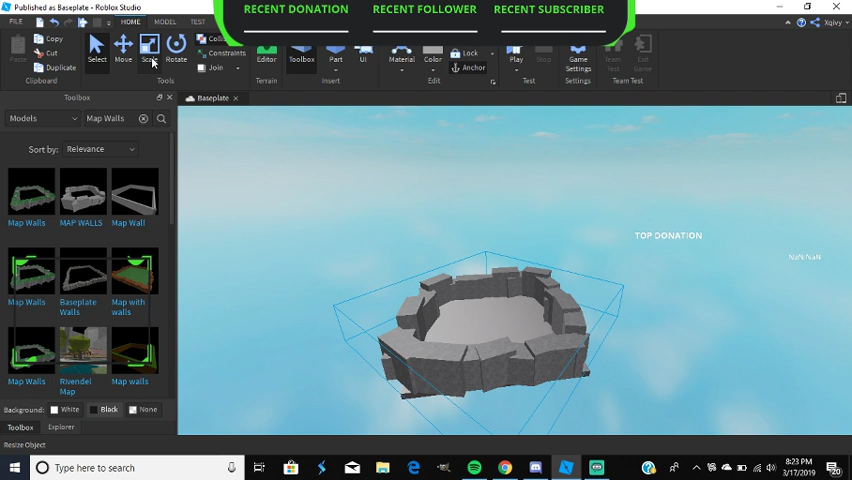 Published as Baseplate - Roblox Studio
RECENT DONATION
RECENT FOLLOWER
RECENT SUBSCRIBER
FILE
HOME
MODEL
TEST
Xqivy
Paste
Copy
Cut
Duplicate
Clipboard
Select
Move
Scale
Rotate
Constraints
Join
Tools
Editor
Terrain
Toolbox
Part
UI
Insert
Material
Color
Lock
Anchor
Edit
Play
Stop
Test
Game
Settings
Settings
Team
Test
Exit
Game
Team Test
Toolbox
Baseplate
Models
Map Walls
Sort by:
Relevance
Map Walls
MAP WALLS
Map Wall
Map Walls
Baseplate
Walls
Map with
walls
Map Walls
Rivendel
Map
Map walls
TOP DONATION
NaN:NaN
Background:
White
Black
None
Toolbox
Explorer
Resize Object
Type here to search
8:23 PM
3/17/2019
20